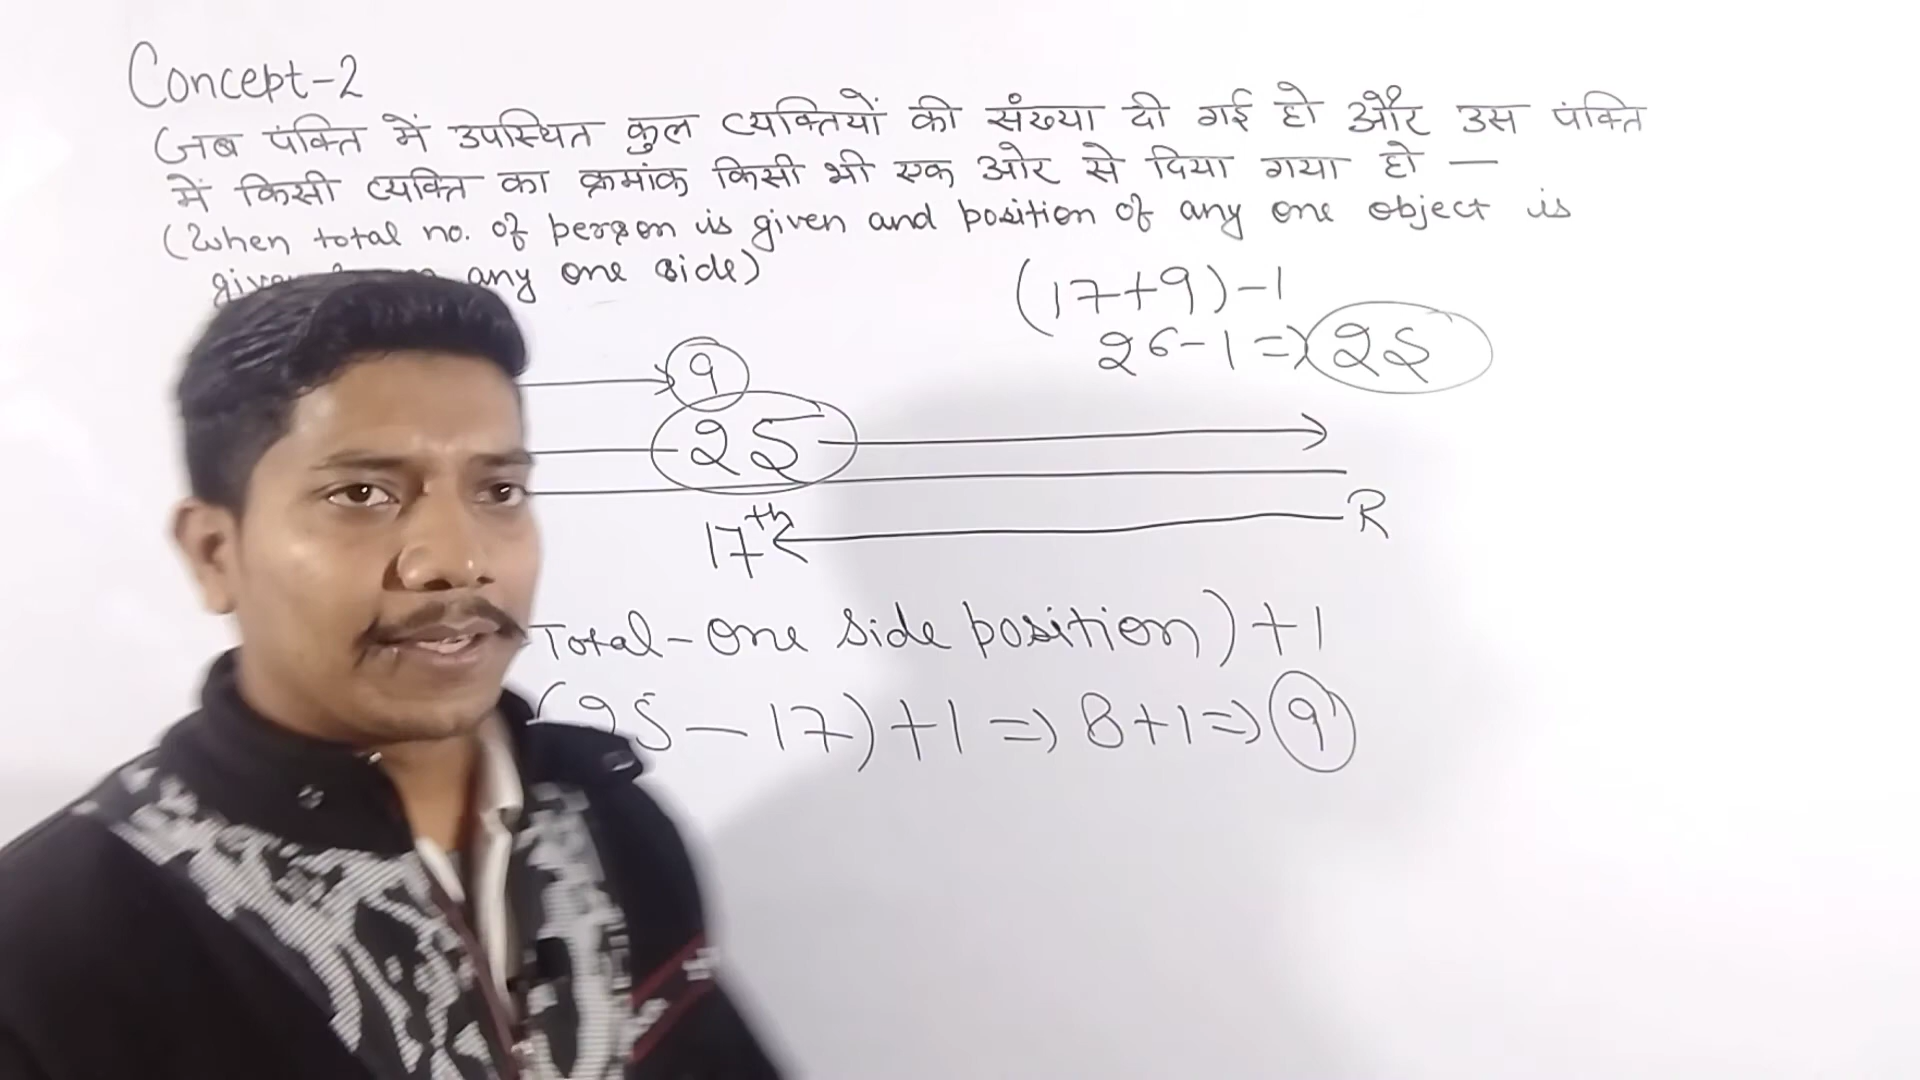 Concept-2
जब पंक्ति में उपस्थित कुल व्यक्तियों की संख्या दी गई हो और उस पंक्ति
में किसी व्यक्ति का क्रमांक किसी भी एक ओर से दिया गया हो —
(When total no. of person is given and position of any one object is
any one side)
(17+9)-1
26-1=>25
9
25
17th R
Total-One side position)+1
(25-17)+1=>8+1=>9